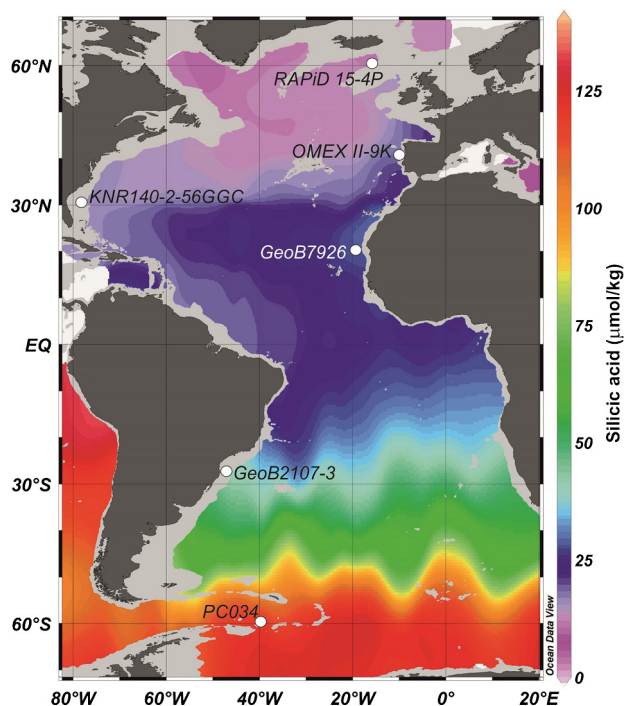 60°N
30°N
EQ
30°S
60°S
RAPiD 15-4P
OMEX II-9K
KNR140-2-56GGC
GeoB7926
GeoB2107-3
PC034
80°W
60°W
40°W
20°W
0°
20°E
Ocean Data View
125
100
75
50
25
0
Silicic acid (μmol/kg)